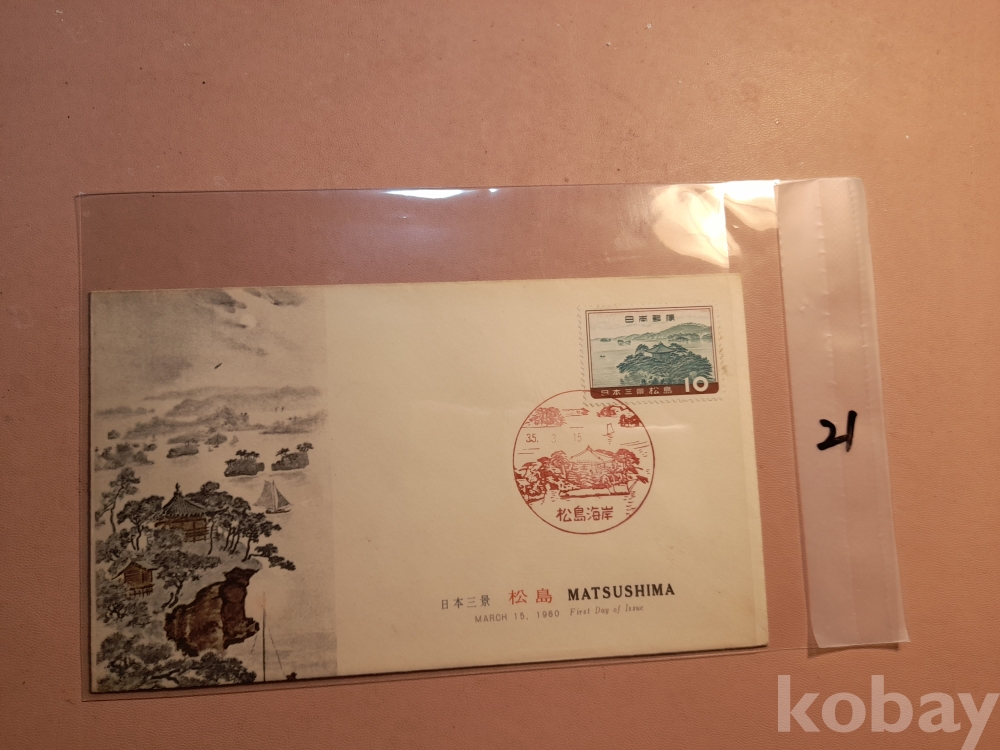 日本郵便
日本三景 松島 10
35. 3. 15
松島海岸
日本三景 松島 MATSUSHIMA
MARCH 15, 1960 First Day of Issue
21
kobay